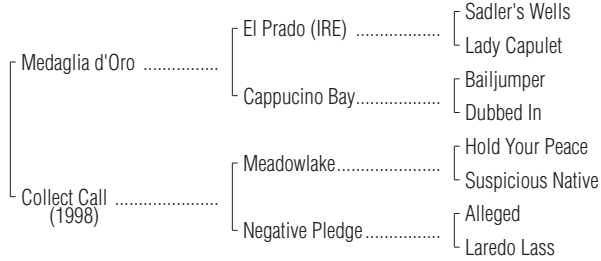 Sadler's Wells
El Prado (IRE) ..................
Lady Capulet
Medaglia d'Oro ................
Bailjumper
Cappucino Bay..................
Dubbed In
Hold Your Peace
Meadowlake......................
Suspicious Native
Collect Call ......................
(1998)
Alleged
Negative Pledge................
Laredo Lass